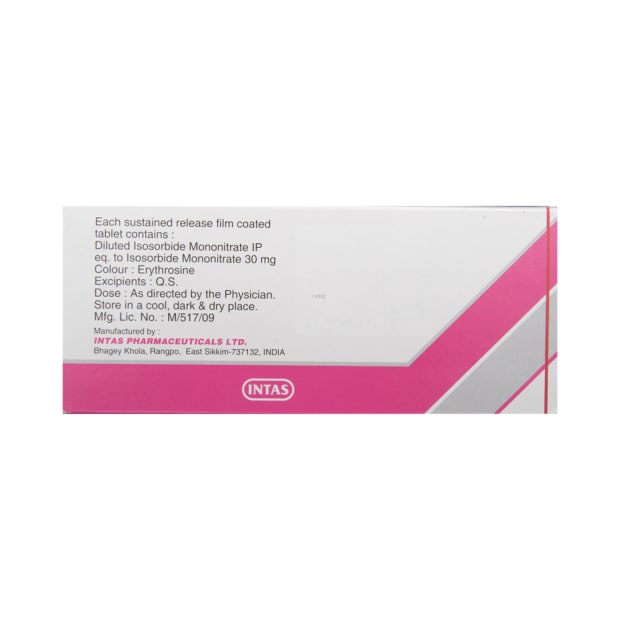 Each sustained release film coated
tablet contains :
Diluted Isosorbide Mononitrate IP
eq. to Isosorbide Mononitrate 30 mg
Colour : Erythrosine
Excipients : Q.S.
Dose : As directed by the Physician.
Store in a cool, dark & dry place.
Mfg. Lic. No. : M/517/09
Manufactured by :
INTAS PHARMACEUTICALS LTD.
Bhagey Khola, Rangpo, East Sikkim-737132, INDIA
INTAS